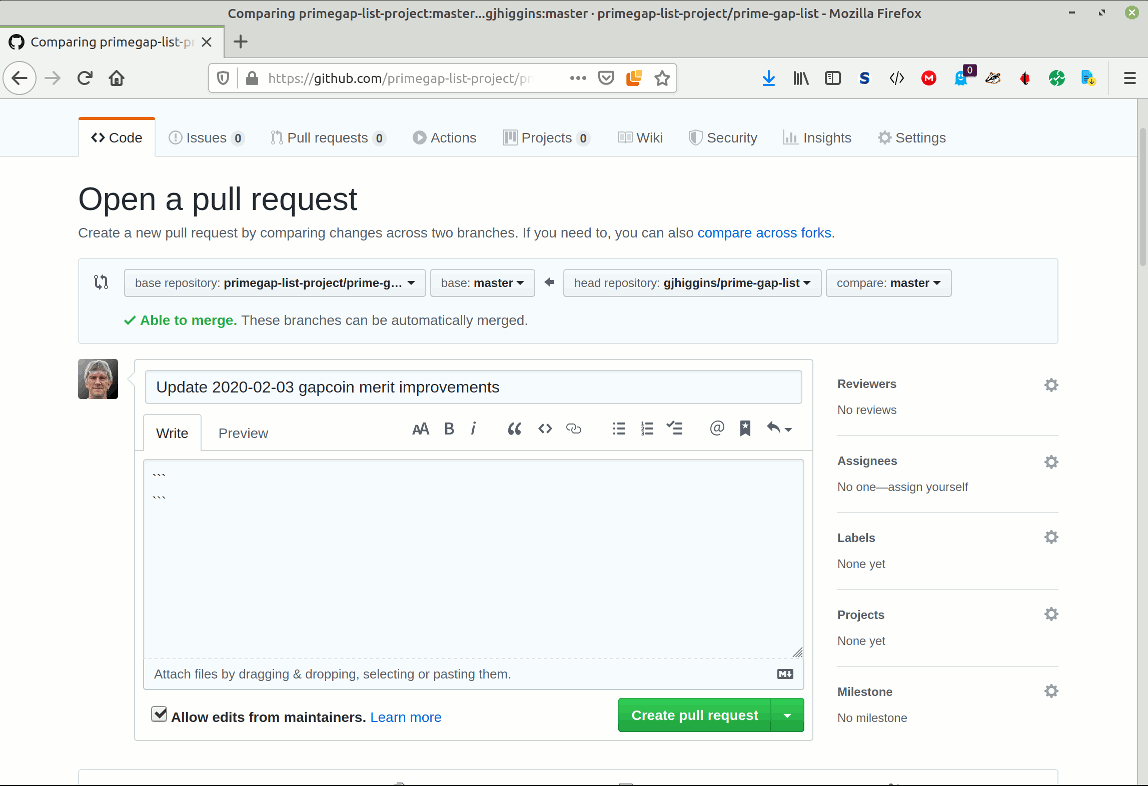 Comparing primegap-list-project:master...gjhiggins:master · primegap-list-project/prime-gap-list - Mozilla Firefox
Comparing primegap-list-pr
https://github.com/primegap-list-project/pr
S
M
0
<> Code
Issues 0
Pull requests 0
Actions
Projects 0
Wiki
Security
Insights
Settings
Open a pull request
Create a new pull request by comparing changes across two branches. If you need to, you can also compare across forks.
base repository: primegap-list-project/prime-g...
base: master
head repository: gjhiggins/prime-gap-list
compare: master
Able to merge. These branches can be automatically merged.
Update 2020-02-03 gapcoin merit improvements
Write
Preview
AA
B
i
@
```
```
Attach files by dragging & dropping, selecting or pasting them.
Allow edits from maintainers. Learn more
Create pull request
Reviewers
No reviews
Assignees
No one—assign yourself
Labels
None yet
Projects
None yet
Milestone
No milestone